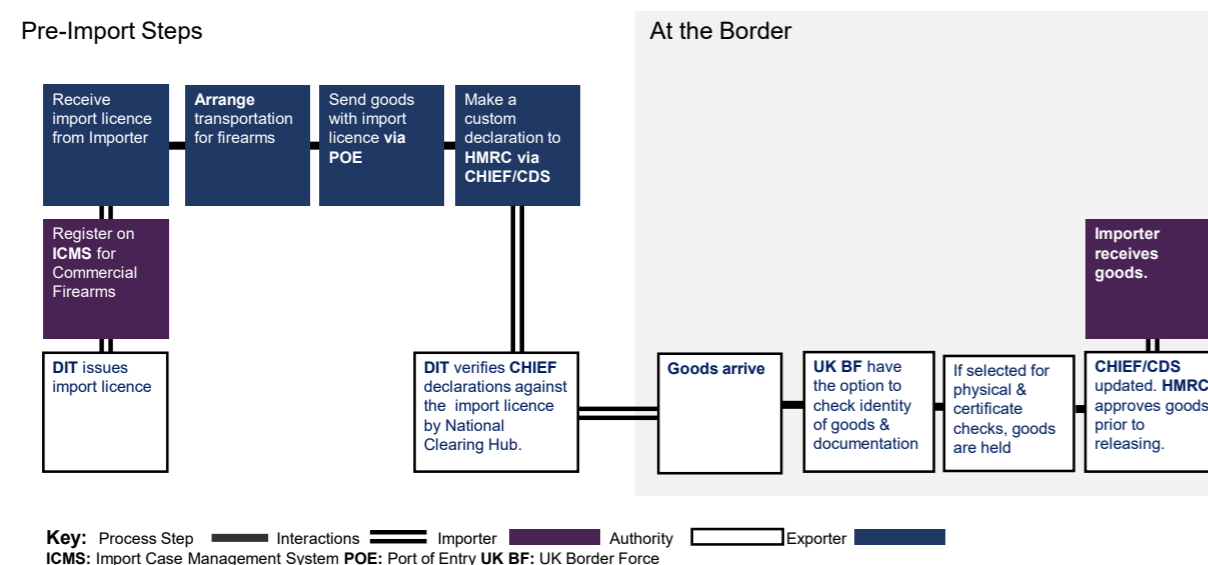 Pre-Import Steps
At the Border
Receive
import licence
from Importer
Arrange
transportation
for firearms
Send goods
with import
licence via
POE
Make a
custom
declaration to
HMRC via
CHIEF/CDS
Register on
ICMS for
Commercial
Firearms
Importer
receives
goods.
DIT issues
import licence
DIT verifies CHIEF
declarations against
the import licence
by National
Clearing Hub.
Goods arrive
UK BF have
the option to
check identity
of goods &
documentation
If selected for
physical &
certificate
checks, goods
are held
CHIEF/CDS
updated. HMRC
approves goods
prior to
releasing.
Key: Process Step Interactions Importer Authority Exporter
ICMS: Import Case Management System POE: Port of Entry UK BF: UK Border Force